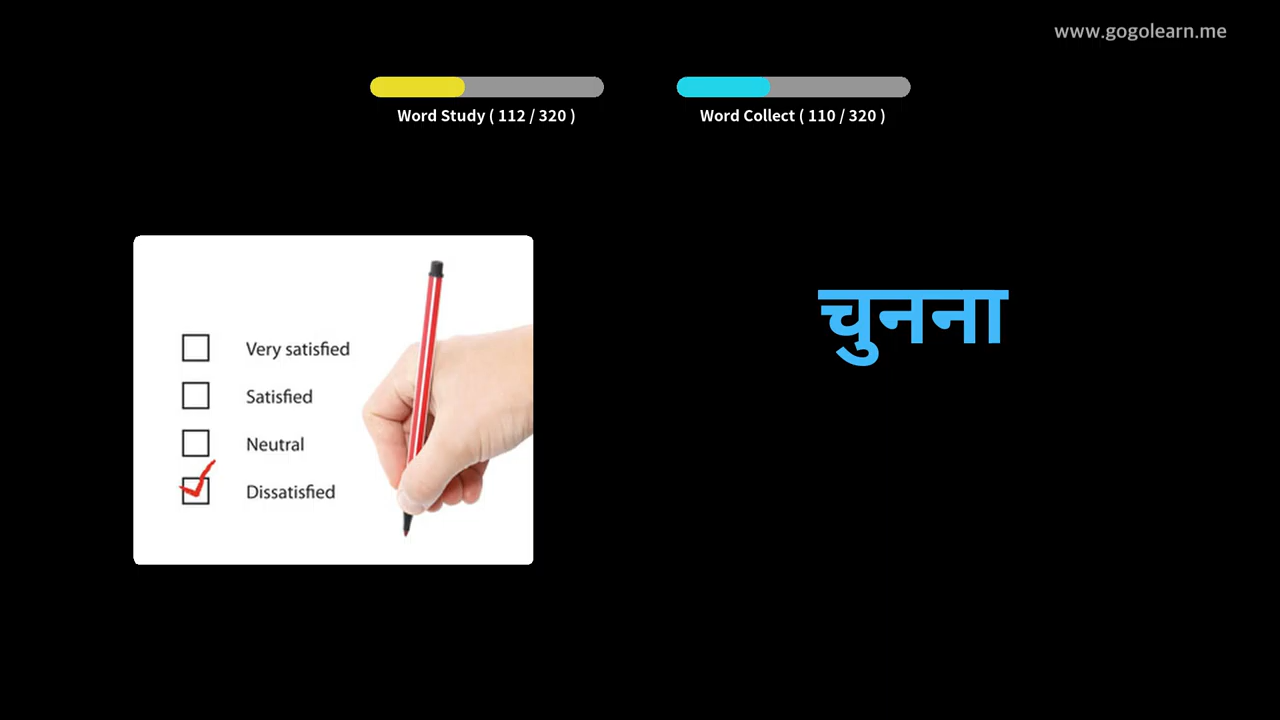 www.gogolearn.me
Word Study ( 112 / 320 )
Word Collect ( 110 / 320 )
Very satisfied
Satisfied
Neutral
Dissatisfied
चुनना